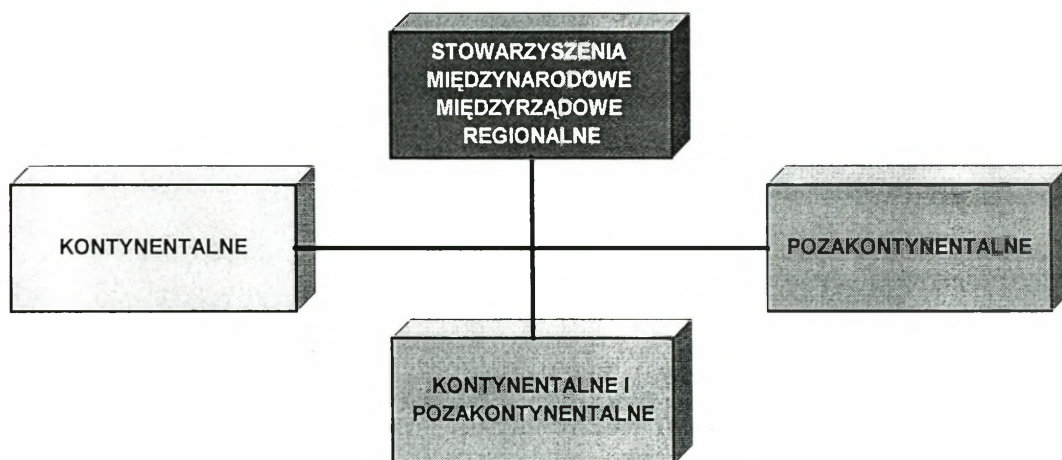 STOWARZYSZENIA
MIĘDZYNARODOWE
MIĘDZYRZĄDOWE
REGIONALNE
KONTYNENTALNE
POZAKONTYNENTALNE
KONTYNENTALNE I
POZAKONTYNENTALNE